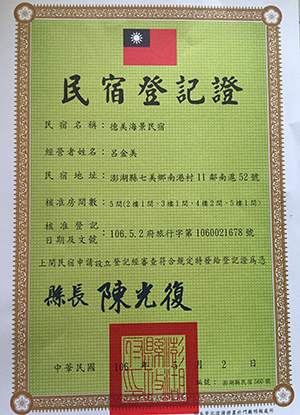 民宿登記證
民宿名稱：德美海景民宿
經營者姓名：呂金美
民宿地址：澎湖縣七美鄉南港村11鄰南滬52號
核准房間數：5間(2樓1間、3樓1間、4樓2間、5樓1間)
核准登記
日期及文號：106.5.2府旅行字第1060021678號
上開民宿申請設立登記經審查符合規定特發給登記證為憑
縣長 陳光復
中華民國 106 年 5 月 2 日
編號：澎湖縣民宿560號